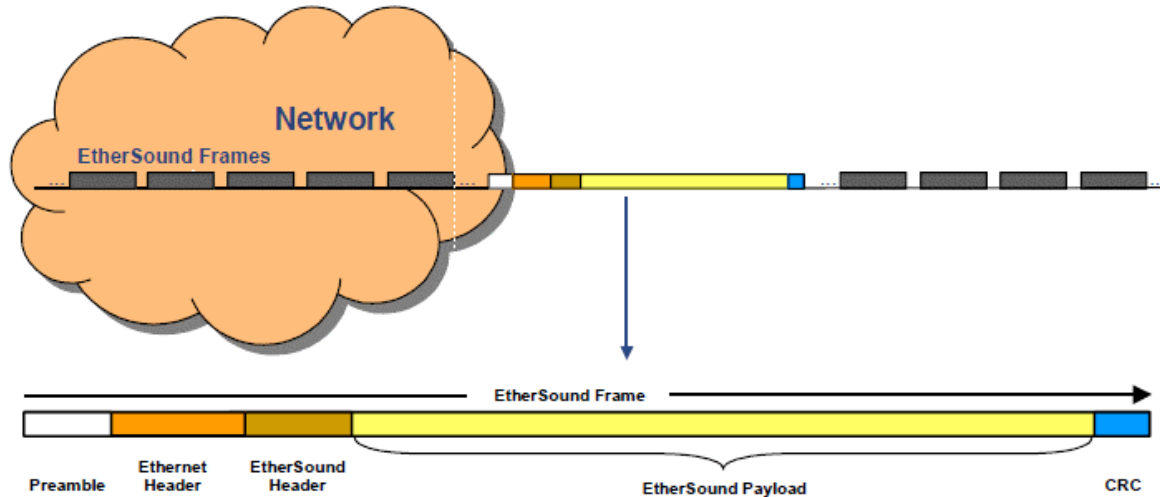 Network
EtherSound Frames
... ... ... ...
EtherSound Frame
Preamble
Ethernet
Header
EtherSound
Header
EtherSound Payload
CRC